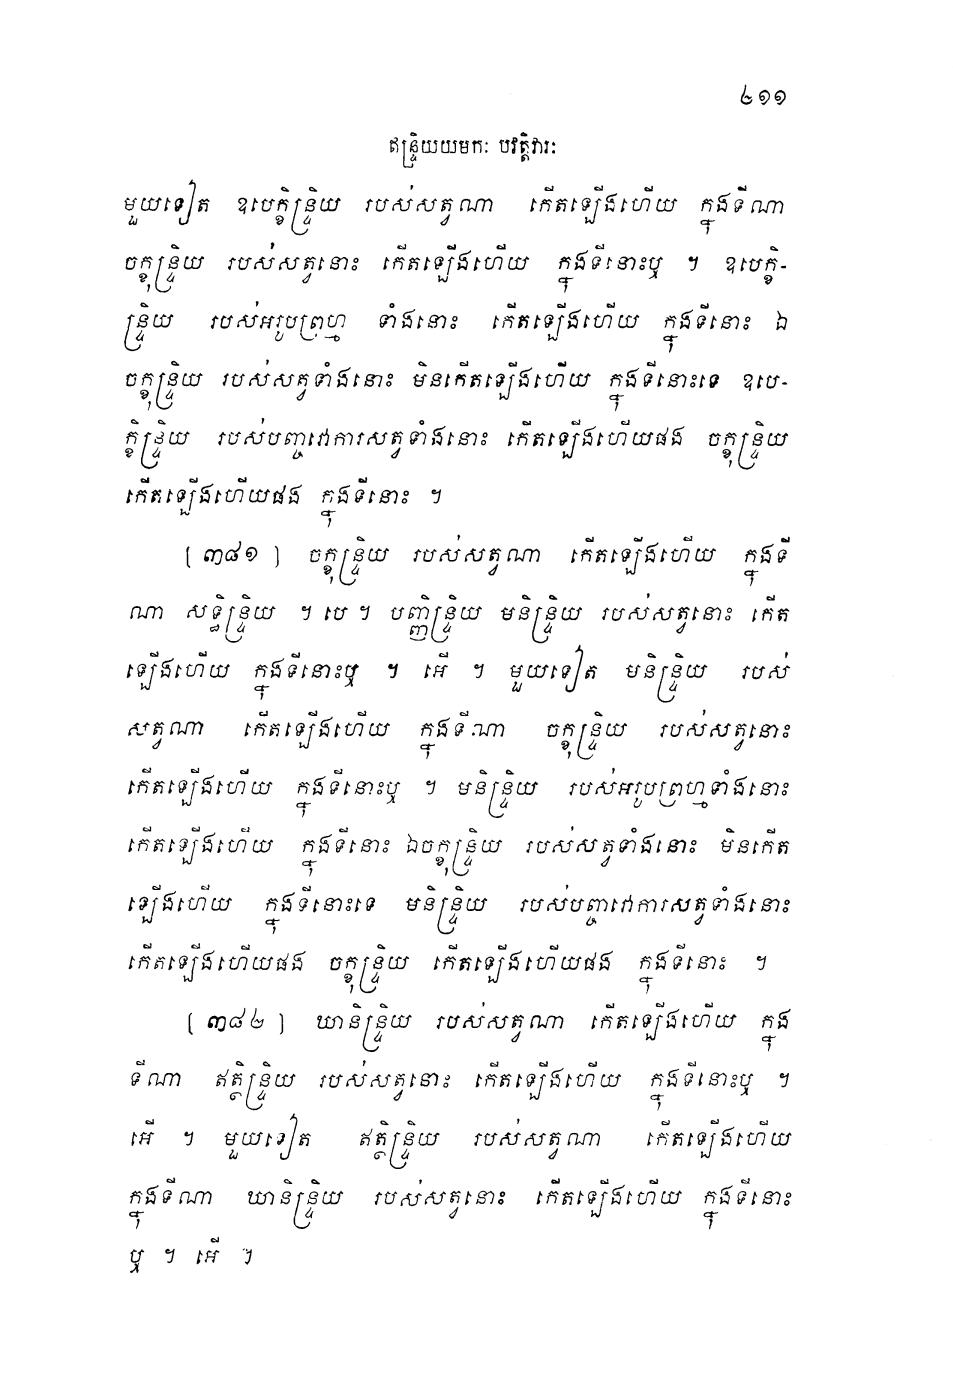 ២១១
ឥន្ទ្រិយយមកៈ បវត្តិវារៈ
មួយទៀត ឧបេក្ខិន្ទ្រិយ របស់សត្វណា កើតឡើងហើយ ក្នុងទីណា
ចក្ខុន្ទ្រិយ របស់សត្វនោះ កើតឡើងហើយ ក្នុងទីនោះឬ ។ ឧបេក្ខិ-
ន្ទ្រិយ របស់អរូបព្រហ្ម ទាំងនោះ កើតឡើងហើយ ក្នុងទីនោះ ឯ
ចក្ខុន្ទ្រិយ របស់សត្វទាំងនោះ មិនកើតឡើងហើយ ក្នុងទីនោះទេ ឧបេ-
ក្ខិន្ទ្រិយ របស់បញ្ចវោការសត្វទាំងនោះ កើតឡើងហើយផង ចក្ខុន្ទ្រិយ
កើតឡើងហើយផង ក្នុងទីនោះ ។
[ ៣៨១ ] ចក្ខុន្ទ្រិយ របស់សត្វណា កើតឡើងហើយ ក្នុងទី
ណា សទ្ធិន្ទ្រិយ ។ បេ ។ បញ្ញិន្ទ្រិយ មនិន្ទ្រិយ របស់សត្វនោះ កើត
ឡើងហើយ ក្នុងទីនោះឬ ។ អើ ។ មួយទៀត មនិន្ទ្រិយ របស់
សត្វណា កើតឡើងហើយ ក្នុងទីណា ចក្ខុន្ទ្រិយ របស់សត្វនោះ
កើតឡើងហើយ ក្នុងទីនោះឬ ។ មនិន្ទ្រិយ របស់អរូបព្រហ្មទាំងនោះ
កើតឡើងហើយ ក្នុងទីនោះ ឯចក្ខុន្ទ្រិយ របស់សត្វទាំងនោះ មិនកើត
ឡើងហើយ ក្នុងទីនោះទេ មនិន្ទ្រិយ របស់បញ្ចវោការសត្វទាំងនោះ
កើតឡើងហើយផង ចក្ខុន្ទ្រិយ កើតឡើងហើយផង ក្នុងទីនោះ ។
[ ៣៨២ ] ឃានិន្ទ្រិយ របស់សត្វណា កើតឡើងហើយ ក្នុង
ទីណា ឥត្ថិន្ទ្រិយ របស់សត្វនោះ កើតឡើងហើយ ក្នុងទីនោះឬ ។
អើ ។ មួយទៀត ឥត្ថិន្ទ្រិយ របស់សត្វណា កើតឡើងហើយ
ក្នុងទីណា ឃានិន្ទ្រិយ របស់សត្វនោះ កើតឡើងហើយ ក្នុងទីនោះ
ឬ ។ អើ ។